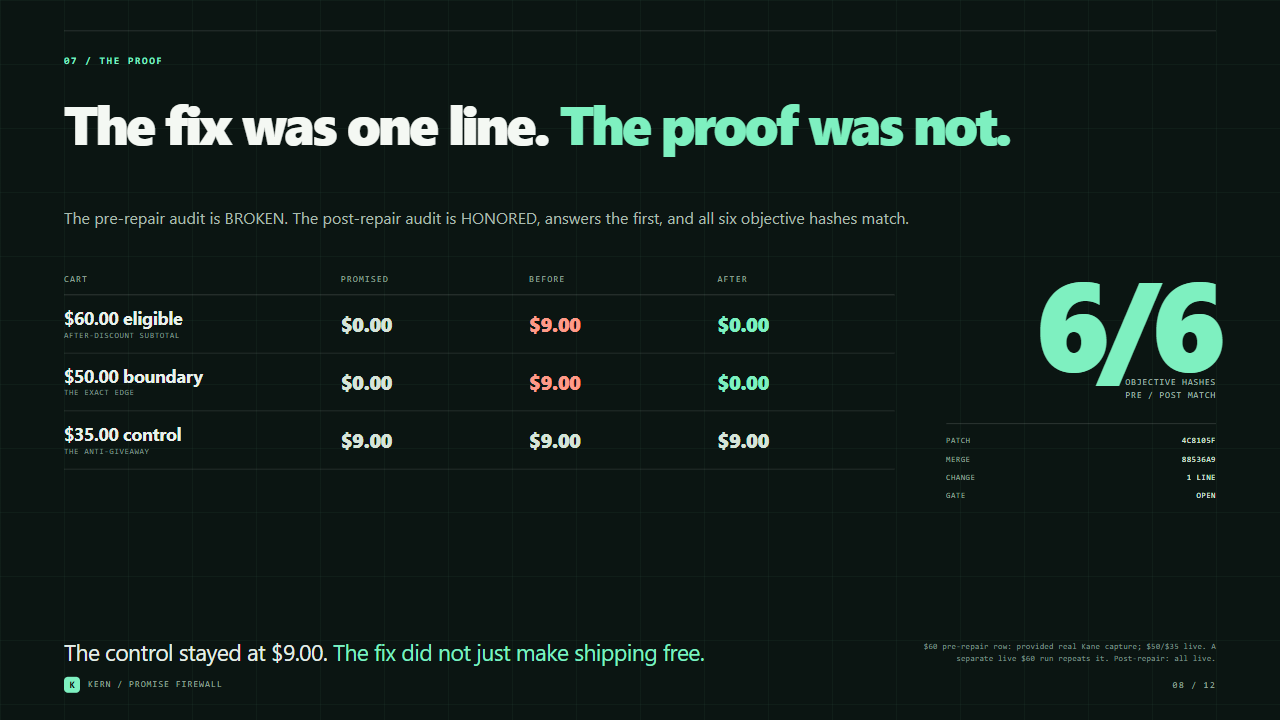 07 / THE PROOF
The fix was one line. The proof was not.
The pre-repair audit is BROKEN. The post-repair audit is HONORED, answers the first, and all six objective hashes match.
CART PROMISED BEFORE AFTER
$60.00 eligible $0.00 $9.00 $0.00
AFTER-DISCOUNT SUBTOTAL
$50.00 boundary $0.00 $9.00 $0.00
THE EXACT EDGE
$35.00 control $9.00 $9.00 $9.00
THE ANTI-GIVEAWAY
6/6
OBJECTIVE HASHES
PRE / POST MATCH
PATCH 4C8105F
MERGE 88536A9
CHANGE 1 LINE
GATE OPEN
The control stayed at $9.00. The fix did not just make shipping free.
$60 pre-repair row: provided real Kane capture; $50/$35 live. A
separate live $60 run repeats it. Post-repair: all live.
K KERN / PROMISE FIREWALL
08 / 12